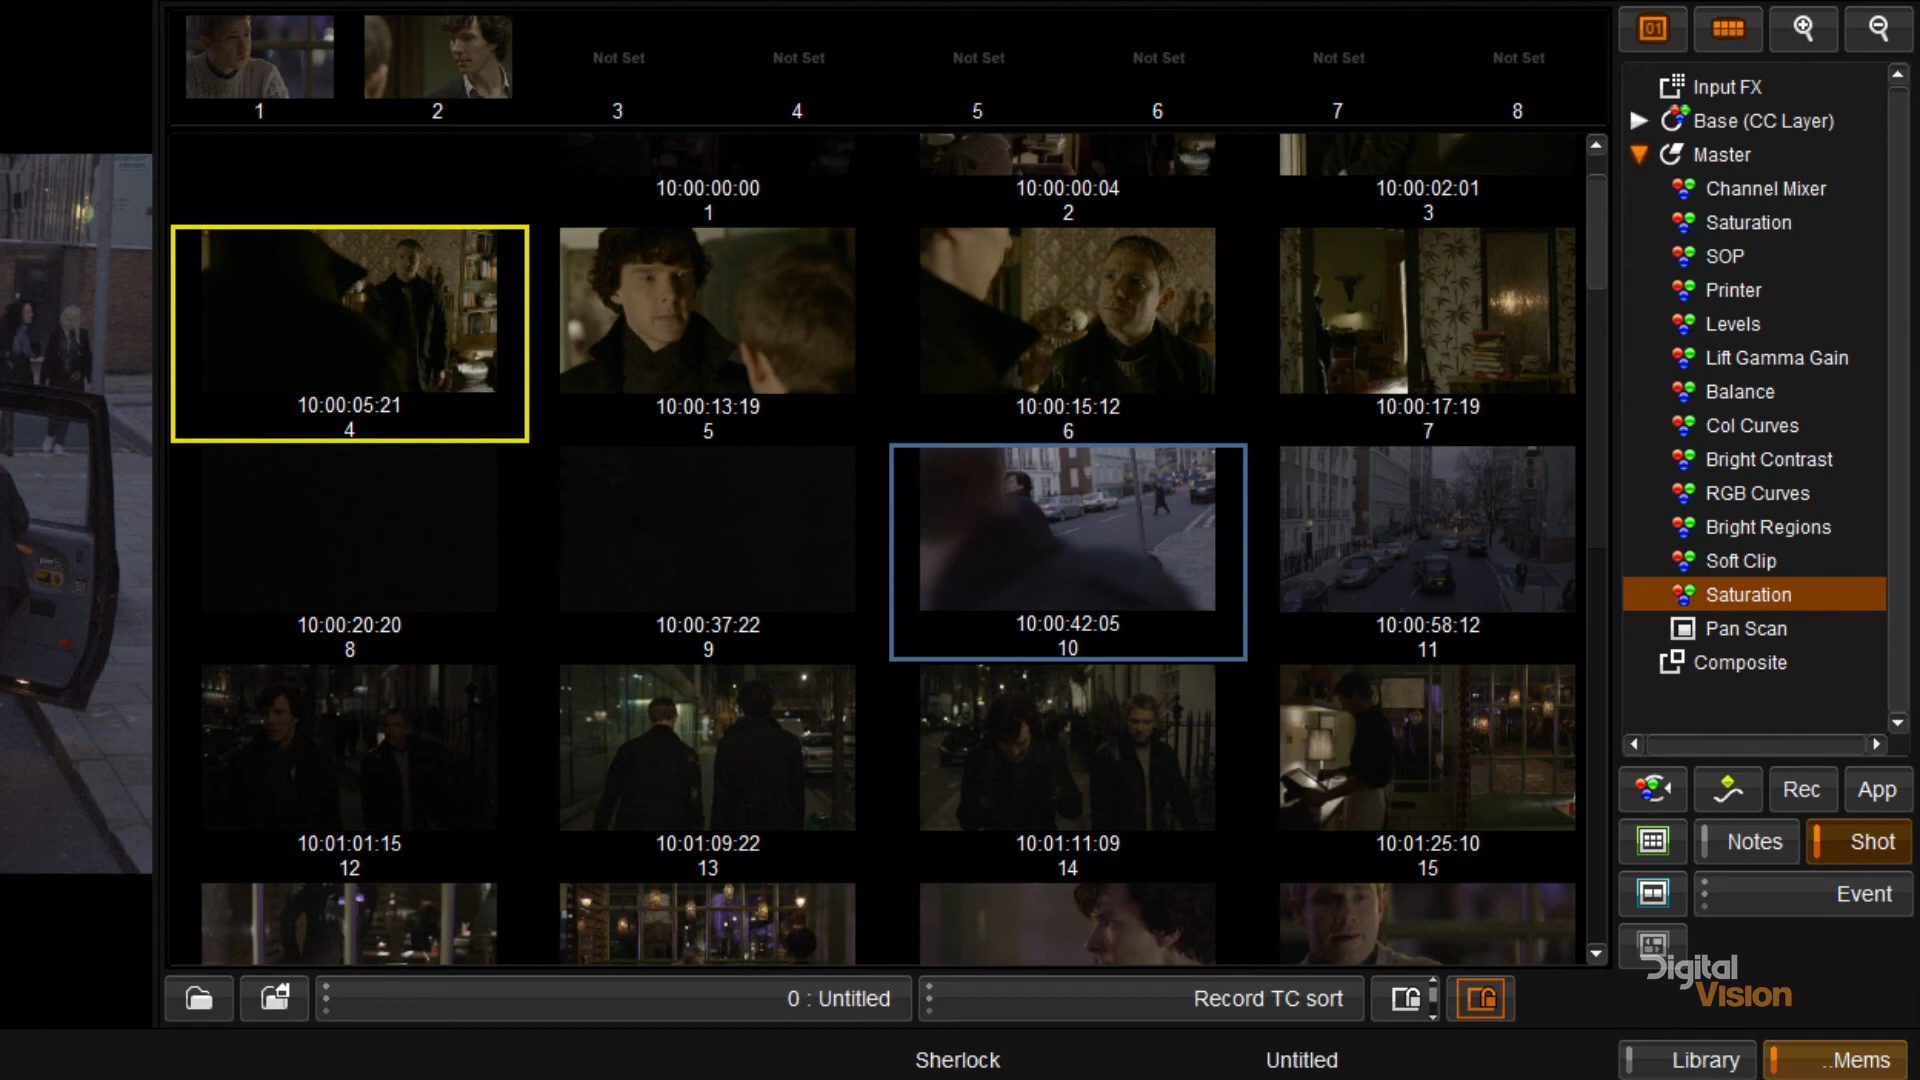 Not Set
Not Set
Not Set
Not Set
Not Set
Not Set
1
2
3
4
5
6
7
8
10:00:00:00
1
10:00:00:04
2
10:00:02:01
3
10:00:05:21
4
10:00:13:19
5
10:00:15:12
6
10:00:17:19
7
10:00:20:20
8
10:00:37:22
9
10:00:42:05
10
10:00:58:12
11
10:01:01:15
12
10:01:09:22
13
10:01:11:09
14
10:01:25:10
15
0 : Untitled
Record TC sort
Sherlock
Untitled
01
Input FX
Base (CC Layer)
Master
Channel Mixer
Saturation
SOP
Printer
Levels
Lift Gamma Gain
Balance
Col Curves
Bright Contrast
RGB Curves
Bright Regions
Soft Clip
Saturation
Pan Scan
Composite
Rec
App
Notes
Shot
Event
Digital
Vision
Library
..Mems